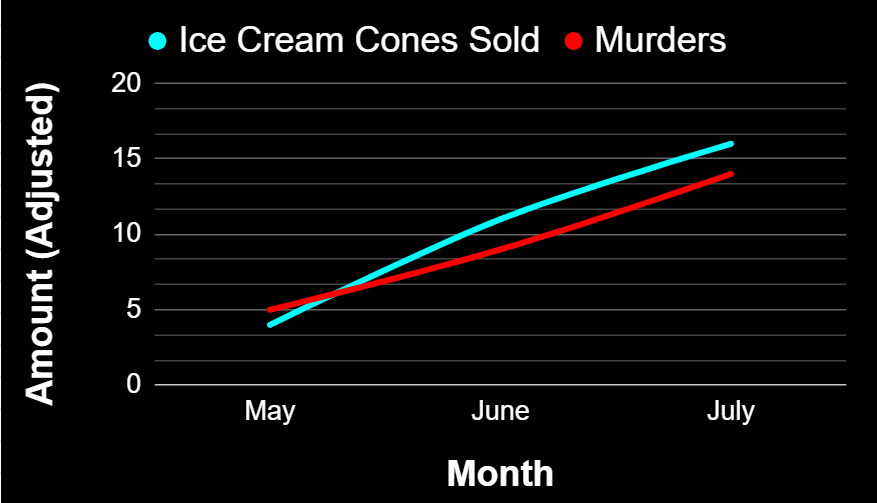 Ice Cream Cones Sold Murders
Amount (Adjusted)
20
15
10
5
0
May June July
Month